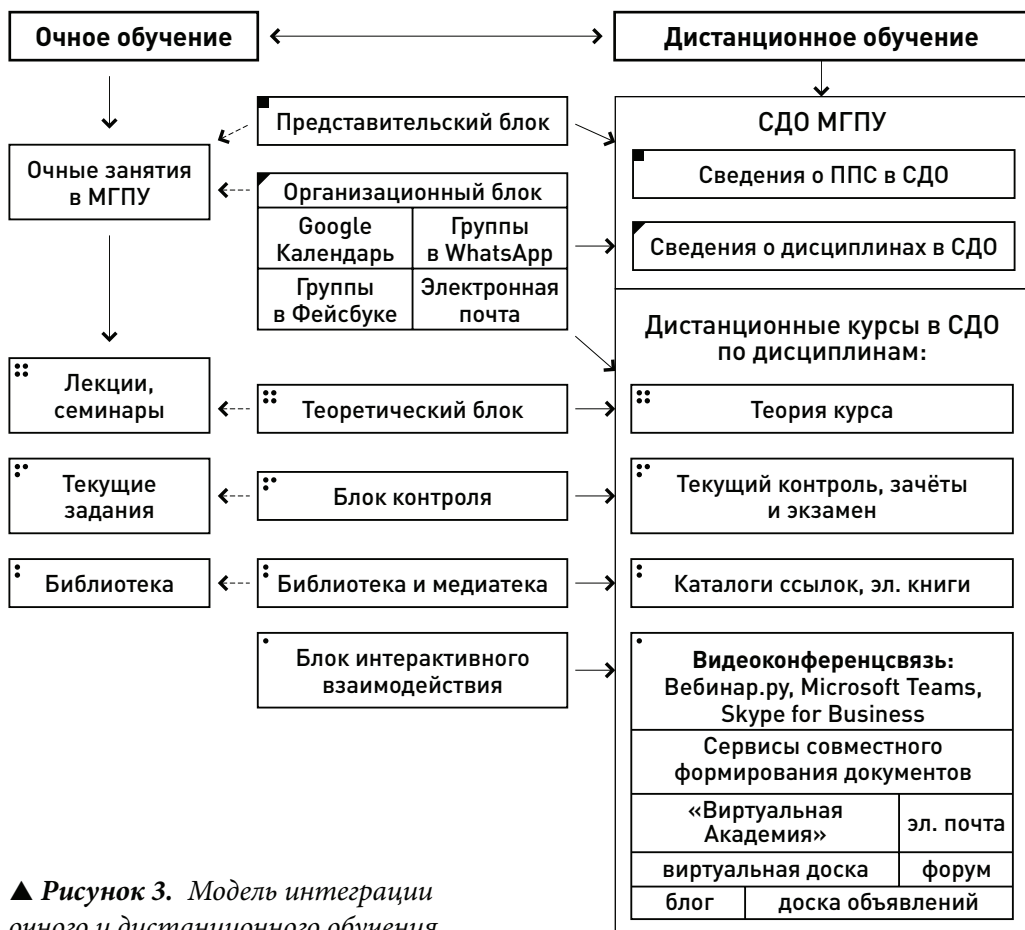 Очное обучение
Дистанционное обучение
Представительский блок
СДО МГПУ
Очные занятия
в МГПУ
Сведения о ППС в СДО
Организационный блок
Google
Календарь
Группы
в WhatsApp
Группы
в Фейсбуке
Электронная
почта
Сведения о дисциплинах в СДО
Дистанционные курсы в СДО
по дисциплинам:
Лекции,
семинары
Теоретический блок
Теория курса
Текущие
задания
Блок контроля
Текущий контроль, зачёты
и экзамен
Библиотека
Библиотека и медиатека
Каталоги ссылок, эл. книги
Блок интерактивного
взаимодействия
Видеоконференцсвязь:
Вебинар.ру, Microsoft Teams,
Skype for Business
Сервисы совместного
формирования документов
«Виртуальная
Академия»
эл. почта
виртуальная доска
форум
блог
доска объявлений
▲ Рисунок 3. Модель интеграции
очного и дистанционного обучения